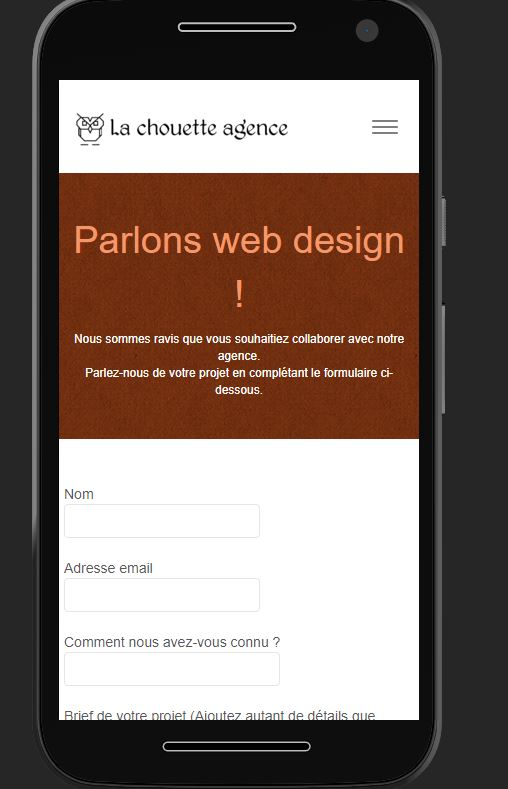 La chouette agence
Parlons web design
!
Nous sommes ravis que vous souhaitiez collaborer avec notre
agence.
Parlez-nous de votre projet en complétant le formulaire ci-
dessous.
Nom
Adresse email
Comment nous avez-vous connu ?
Brief de votre projet (Ajoutez autant de détails que